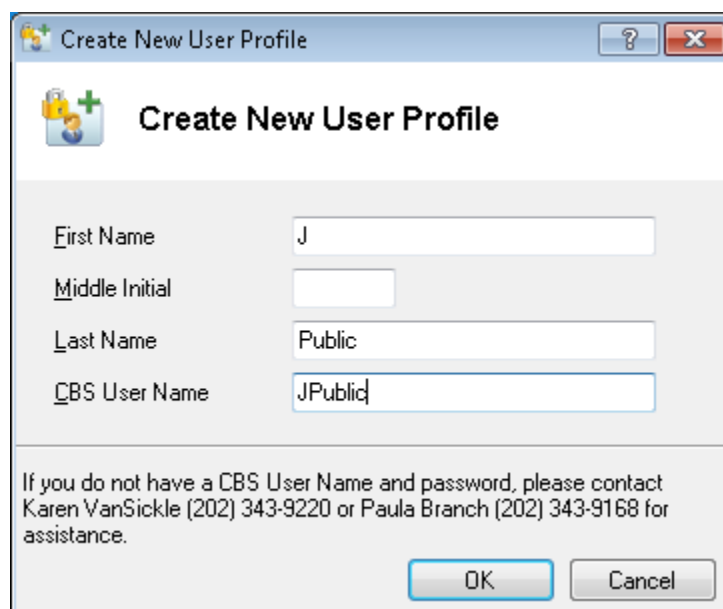 Create New User Profile
Create New User Profile
First Name J
Middle Initial
Last Name Public
CBS User Name JPublic
If you do not have a CBS User Name and password, please contact
Karen VanSickle (202) 343-9220 or Paula Branch (202) 343-9168 for
assistance.
OK Cancel